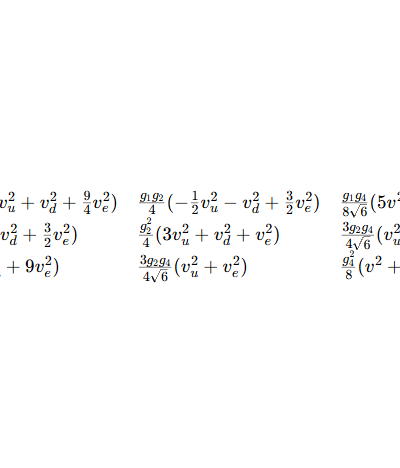 v_u^2 + v_d^2 + \frac{9}{4}v_e^2) \frac{g_1 g_2}{4}(-\frac{1}{2}v_u^2 - v_d^2 + \frac{3}{2}v_e^2) \frac{g_1 g_4}{8\sqrt{6}}(5v^2
v_d^2 + \frac{3}{2}v_e^2) \frac{g_2^2}{4}(3v_u^2 + v_d^2 + v_e^2) \frac{3g_2 g_4}{4\sqrt{6}}(v_u^2
+ 9v_e^2) \frac{3g_2 g_4}{4\sqrt{6}}(v_u^2 + v_e^2) \frac{g_4^2}{8}(v^2 +